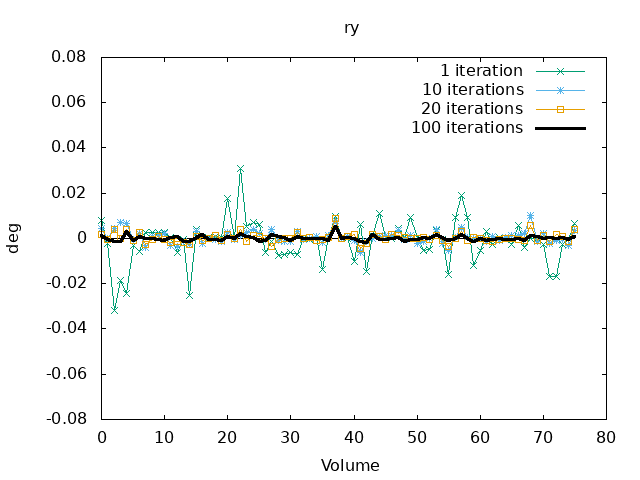 ry
0.08
0.06
0.04
0.02
0
-0.02
-0.04
-0.06
-0.08
deg
1 iteration
10 iterations
20 iterations
100 iterations
0 10 20 30 40 50 60 70 80
Volume